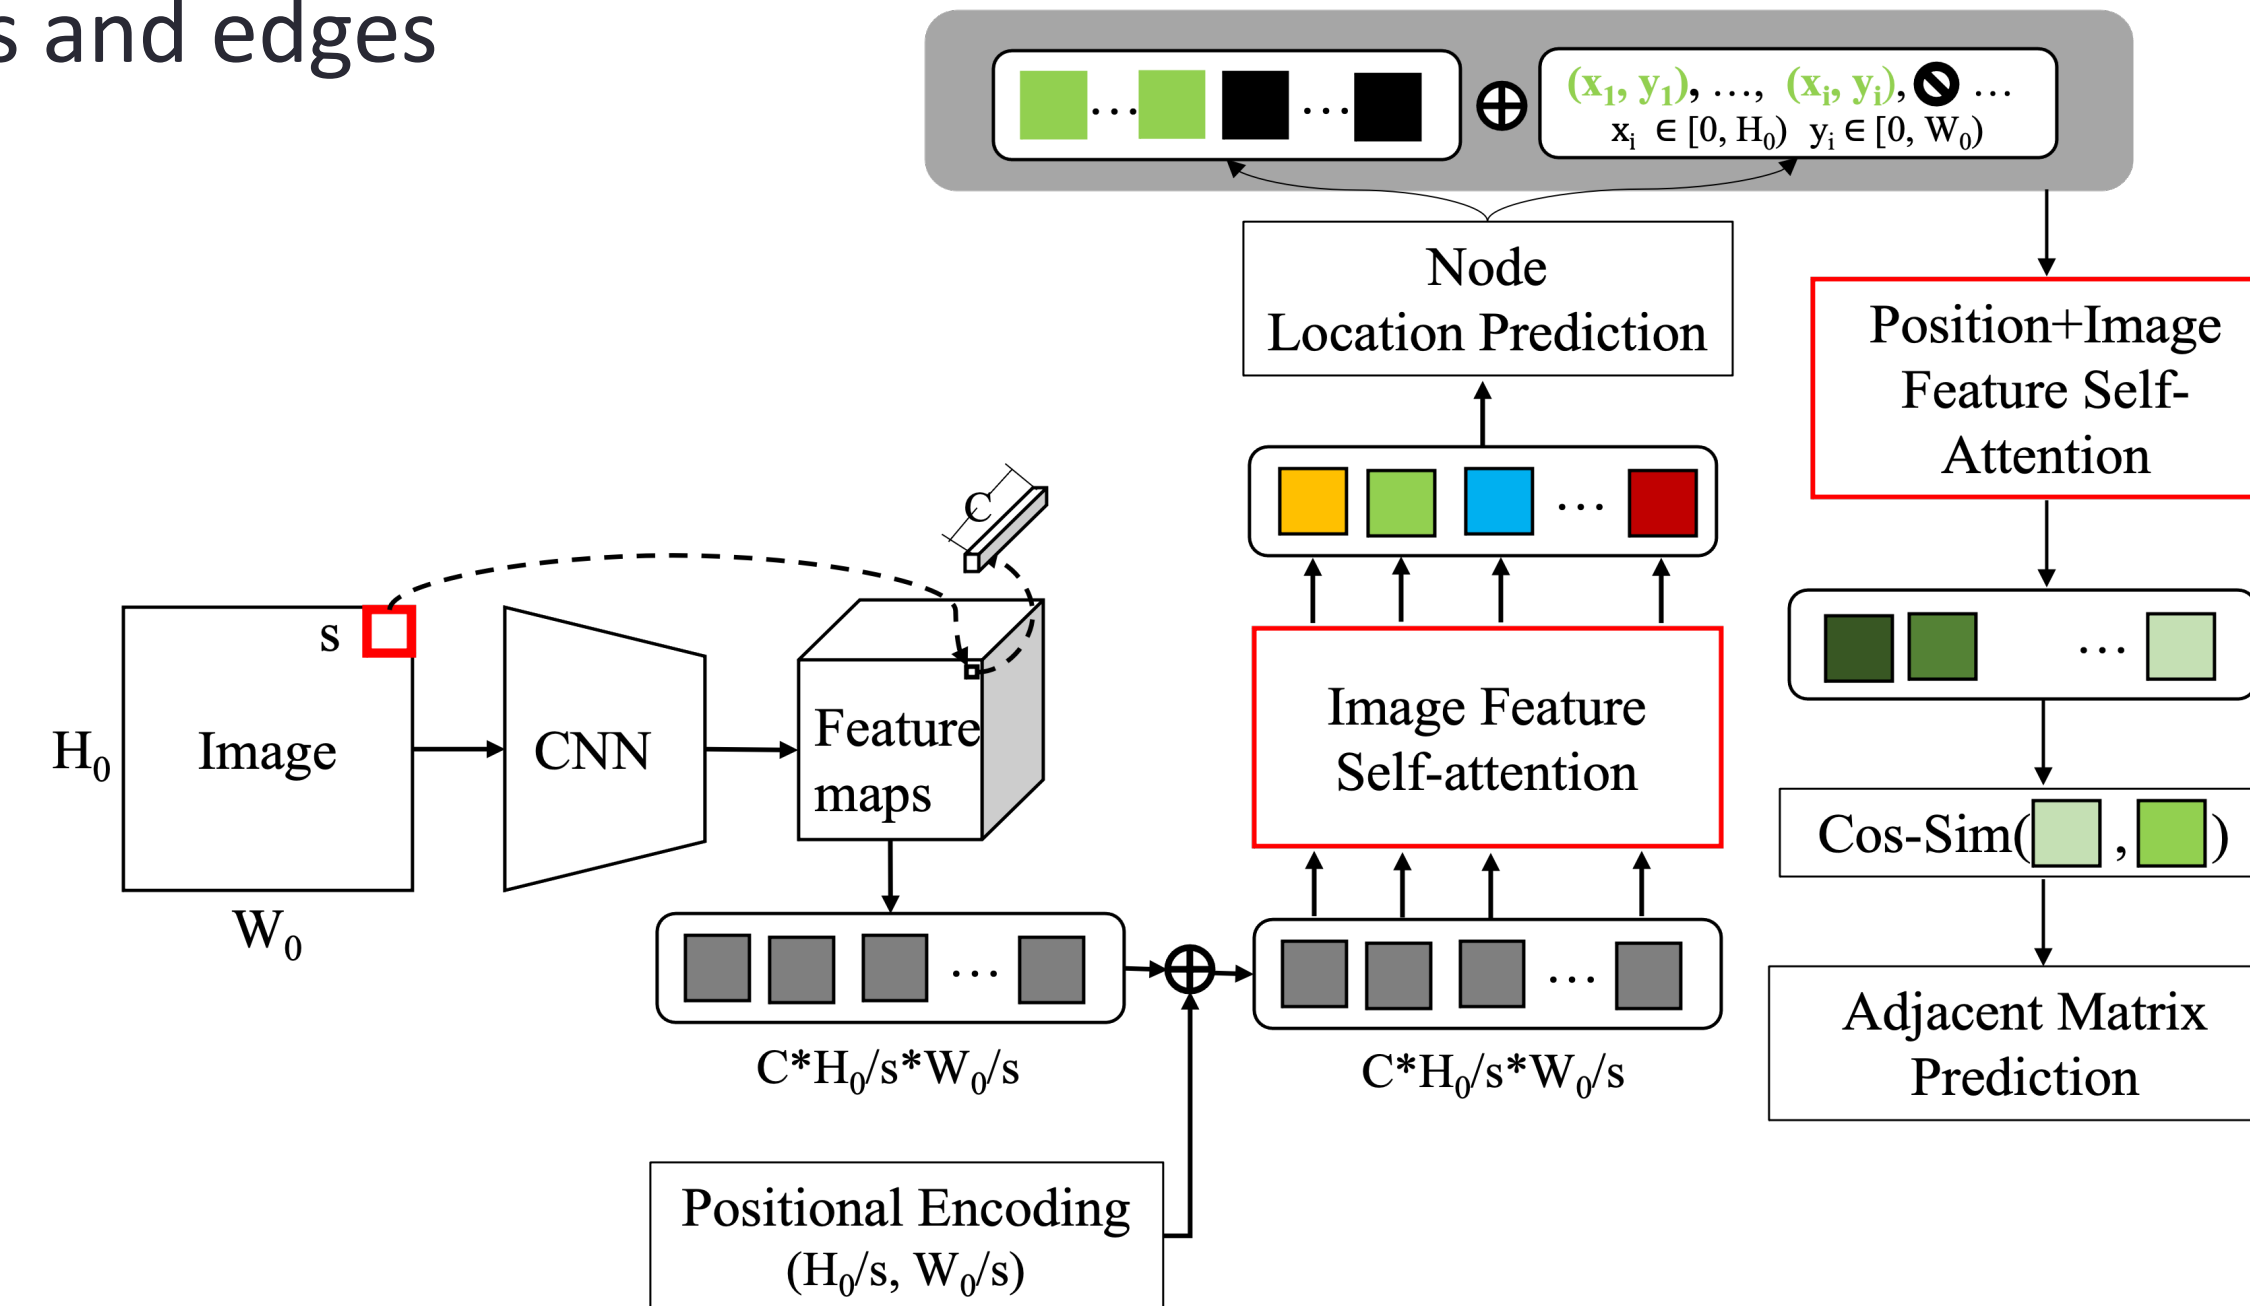 s and edges
(x₁, y₁), …, (xᵢ, yᵢ), …
xᵢ ∈ [0, H₀) yᵢ ∈ [0, W₀)
…
…
Node
Location Prediction
Position+Image
Feature Self-
Attention
…
C
s
H₀
Image
W₀
CNN
Feature
maps
Image Feature
Self-attention
…
Cos-Sim( , )
…
…
C*H₀/s*W₀/s
C*H₀/s*W₀/s
Adjacent Matrix
Prediction
Positional Encoding
(H₀/s, W₀/s)